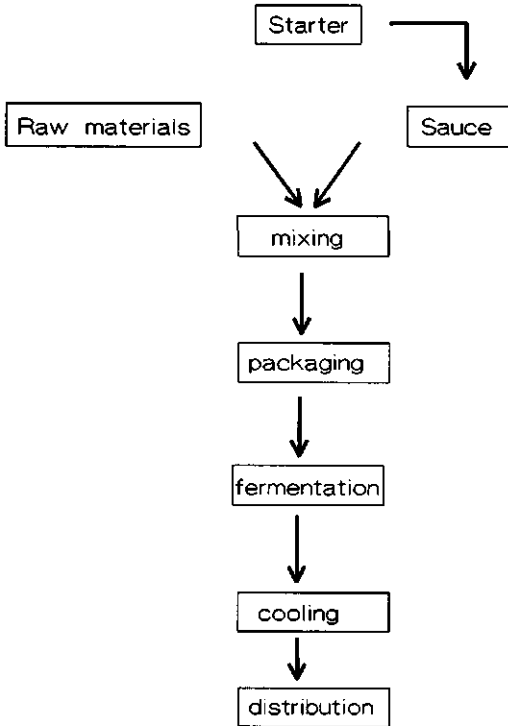 Starter
Raw materials
Sauce
mixing
packaging
fermentation
cooling
distribution